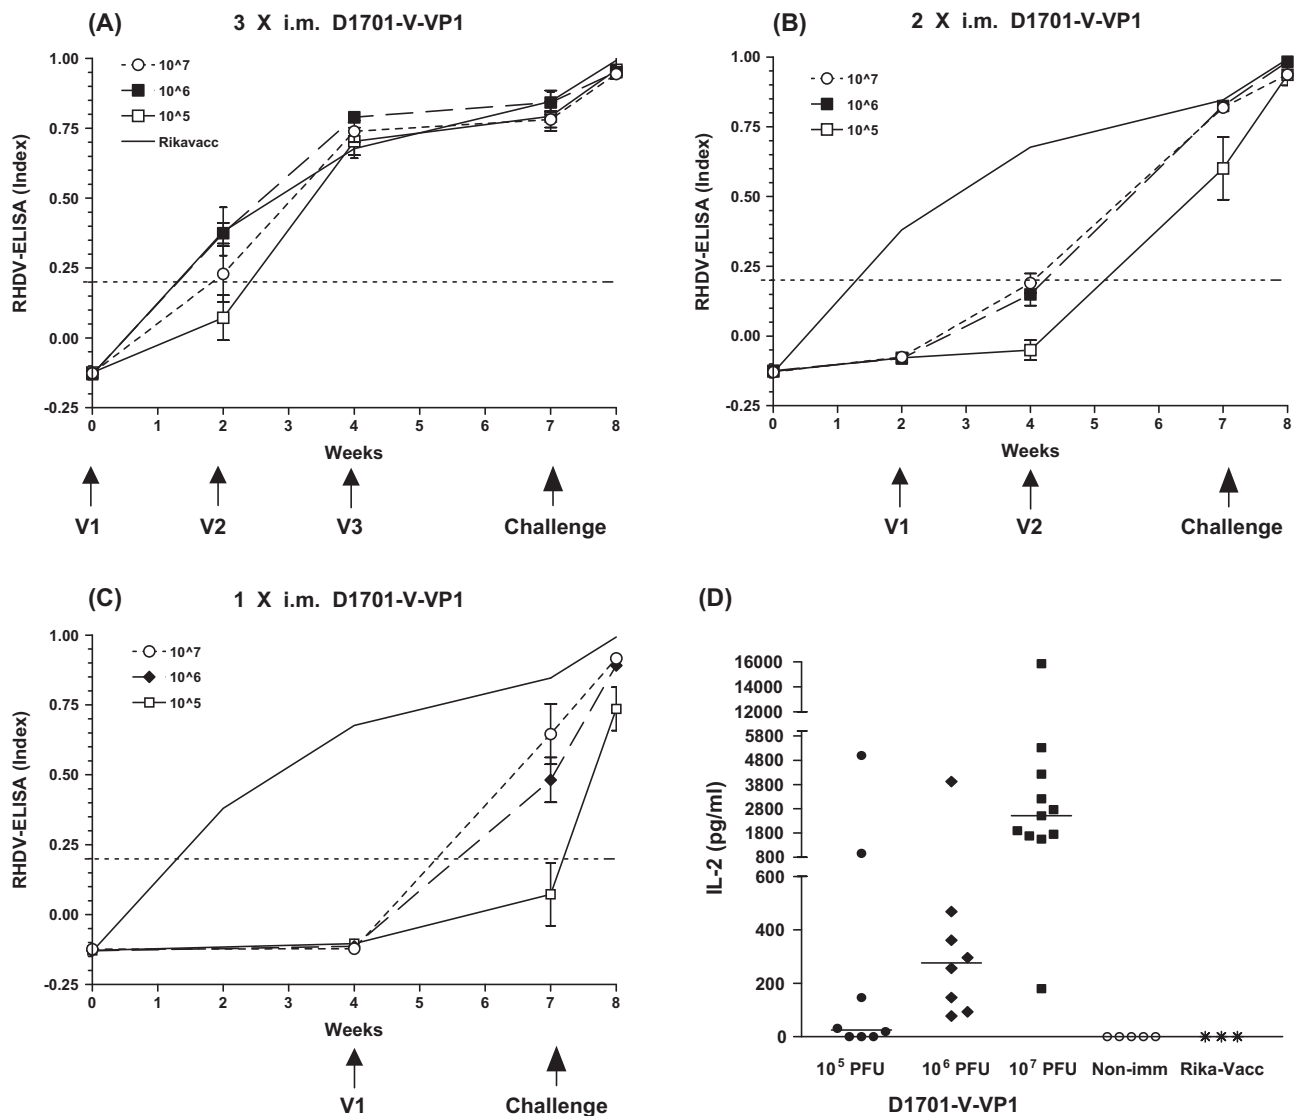 (A) 3 X i.m. D1701-V-VP1
RHDV-ELISA (Index)
1.00
0.75
0.50
0.25
0.00
-0.25
10^7
10^6
10^5
Rikavacc
0 1 2 3 4 5 6 7 8
Weeks
V1 V2 V3 Challenge
(B) 2 X i.m. D1701-V-VP1
RHDV-ELISA (Index)
1.00
0.75
0.50
0.25
0.00
-0.25
10^7
10^6
10^5
0 1 2 3 4 5 6 7 8
Weeks
V1 V2 Challenge
(C) 1 X i.m. D1701-V-VP1
RHDV-ELISA (Index)
1.00
0.75
0.50
0.25
0.00
-0.25
10^7
10^6
10^5
0 1 2 3 4 5 6 7 8
Weeks
V1 Challenge
(D)
IL-2 (pg/ml)
16000
14000
12000
5800
4800
3800
2800
1800
800
600
400
200
0
10⁵ PFU 10⁶ PFU 10⁷ PFU Non-imm Rika-Vacc
D1701-V-VP1